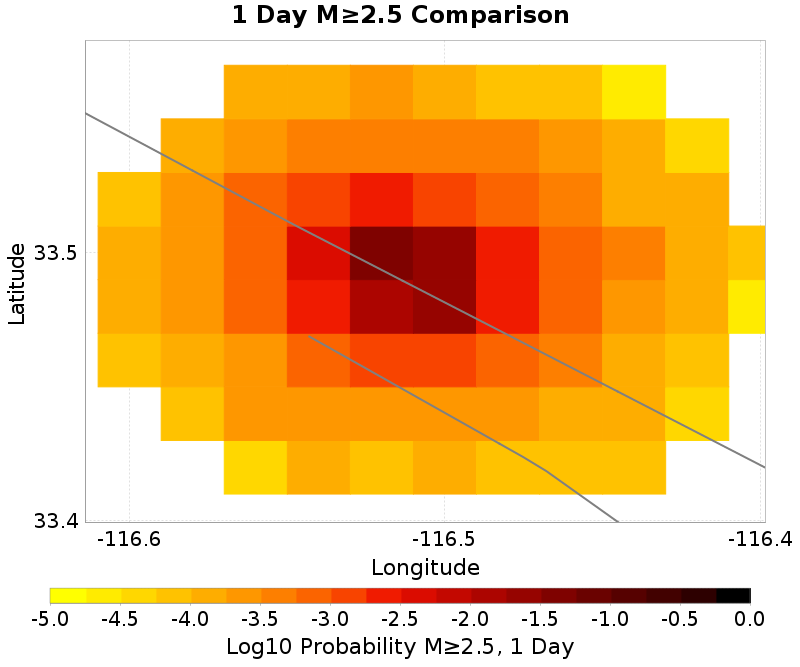 1 Day M≥2.5 Comparison
Latitude
33.5
33.4
-116.6 -116.5 -116.4
Longitude
-5.0 -4.5 -4.0 -3.5 -3.0 -2.5 -2.0 -1.5 -1.0 -0.5 0.0
Log10 Probability M≥2.5, 1 Day